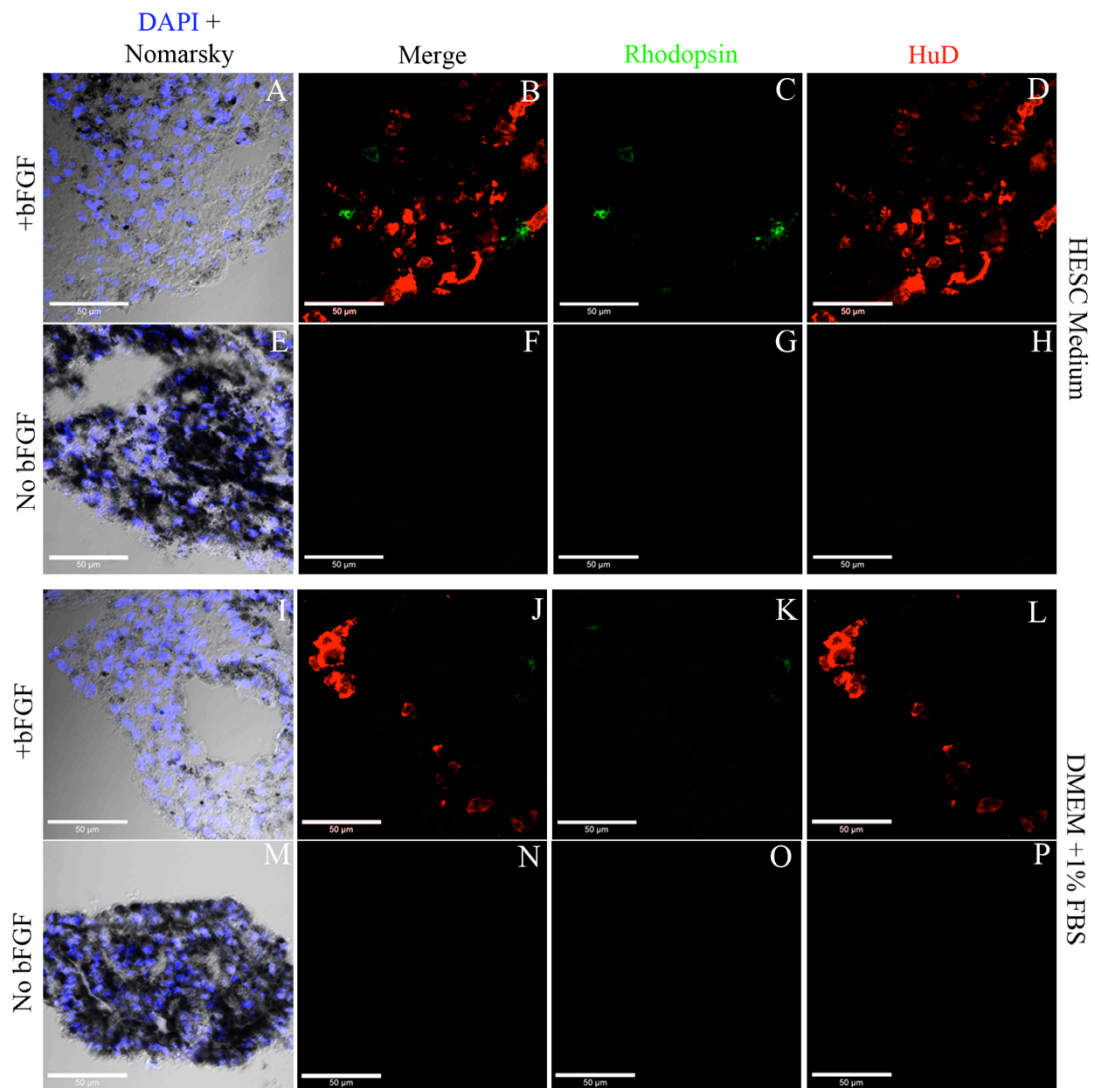 DAPI +
Nomarsky
Merge
Rhodopsin
HuD
+bFGF
A
50 µm
B
50 µm
C
50 µm
D
50 µm
HESC Medium
No bFGF
E
50 µm
F
50 µm
G
50 µm
H
50 µm
+bFGF
I
50 µm
J
50 µm
K
50 µm
L
50 µm
DMEM +1% FBS
No bFGF
M
50 µm
N
50 µm
O
50 µm
P
50 µm